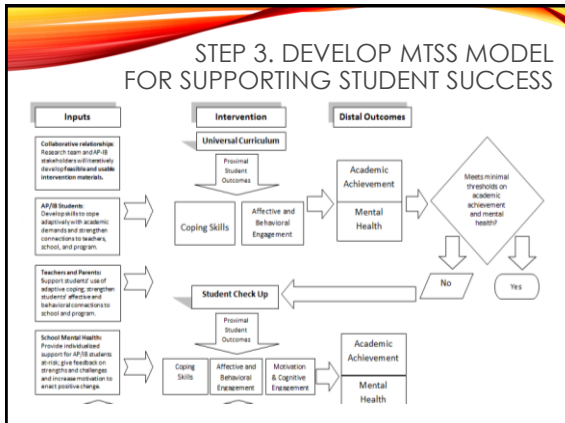 STEP 3. DEVELOP MTSS MODEL
FOR SUPPORTING STUDENT SUCCESS
Inputs
Intervention
Distal Outcomes
Universal Curriculum
Collaborative relationships:
Research team and AP-IB
stakeholders will iteratively
develop feasible and usable
intervention materials.
AP/IB Students:
Develop skills to cope
adaptively with academic
demands and strengthen
connections to teachers,
school, and program.
Teachers and Parents:
Support students' use of
adaptive coping; strengthen
students' affective and
behavioral connections to
school and program.
School Mental Health:
Provide individualized
support for AP/IB students
at-risk; give feedback on
strengths and challenges
and increase motivation to
enact positive change.
Proximal
Student
Outcomes
Coping Skills
Affective and
Behavioral
Engagement
Academic
Achievement
Mental
Health
Meets minimal
thresholds on
academic
achievement
and mental
health?
No
Yes
Student Check Up
Proximal
Student
Outcomes
Coping
Skills
Affective and
Behavioral
Engagement
Motivation
& Cognitive
Engagement
Academic
Achievement
Mental
Health